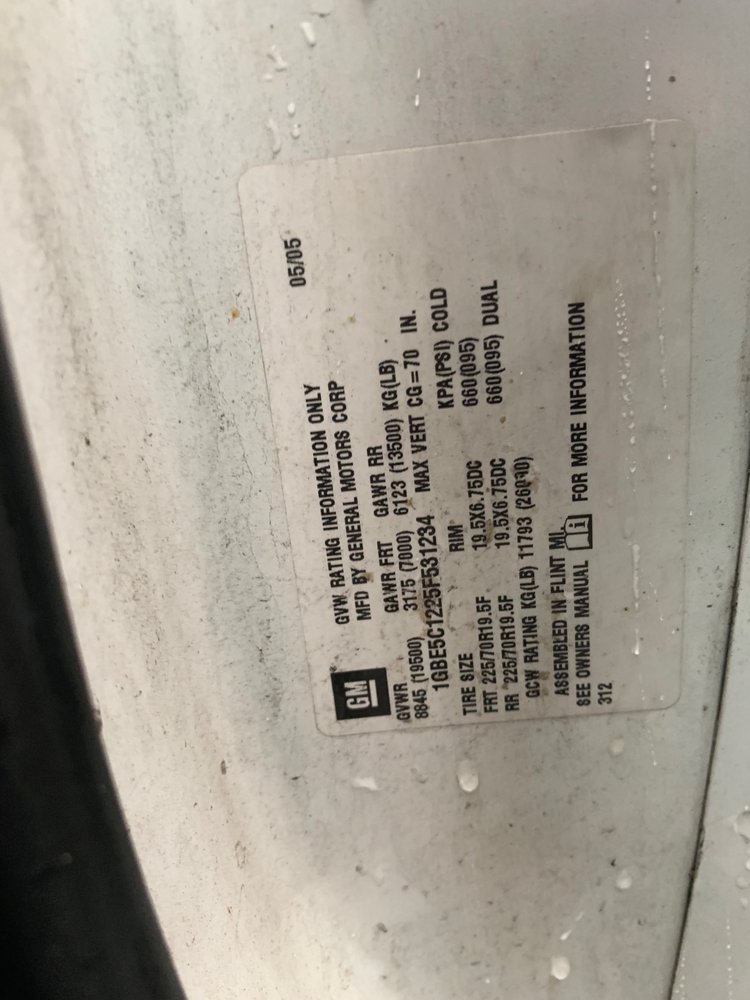 05/05
GM
GVW RATING INFORMATION ONLY
MFD BY GENERAL MOTORS CORP
GVWR GAWR FRT GAWR RR
8845 (19500) 3175 (7000) 6123 (13500) KG(LB)
1GBE5C1225F531234 MAX VERT CG = 70 IN.
TIRE SIZE RIM KPA(PSI) COLD
FRT 225/70R19.5F 19.5X6.75DC 660(095)
RR 225/70R19.5F 19.5X6.75DC 660(095) DUAL
GCW RATING KG(LB) 11793 (26000)
ASSEMBLED IN FLINT MI.
SEE OWNERS MANUAL i FOR MORE INFORMATION
312